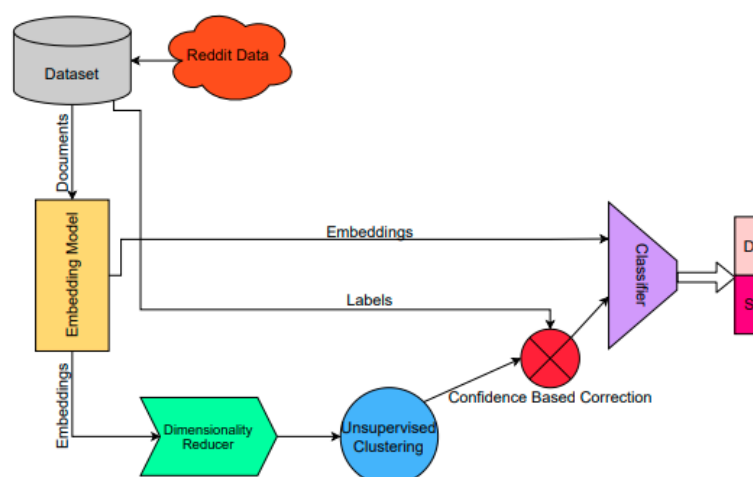 Reddit Data
Dataset
Documents
Embedding Model
Embeddings
Classifier
D
S
Labels
Confidence Based Correction
Embeddings
Dimensionality
Reducer
Unsupervised
Clustering